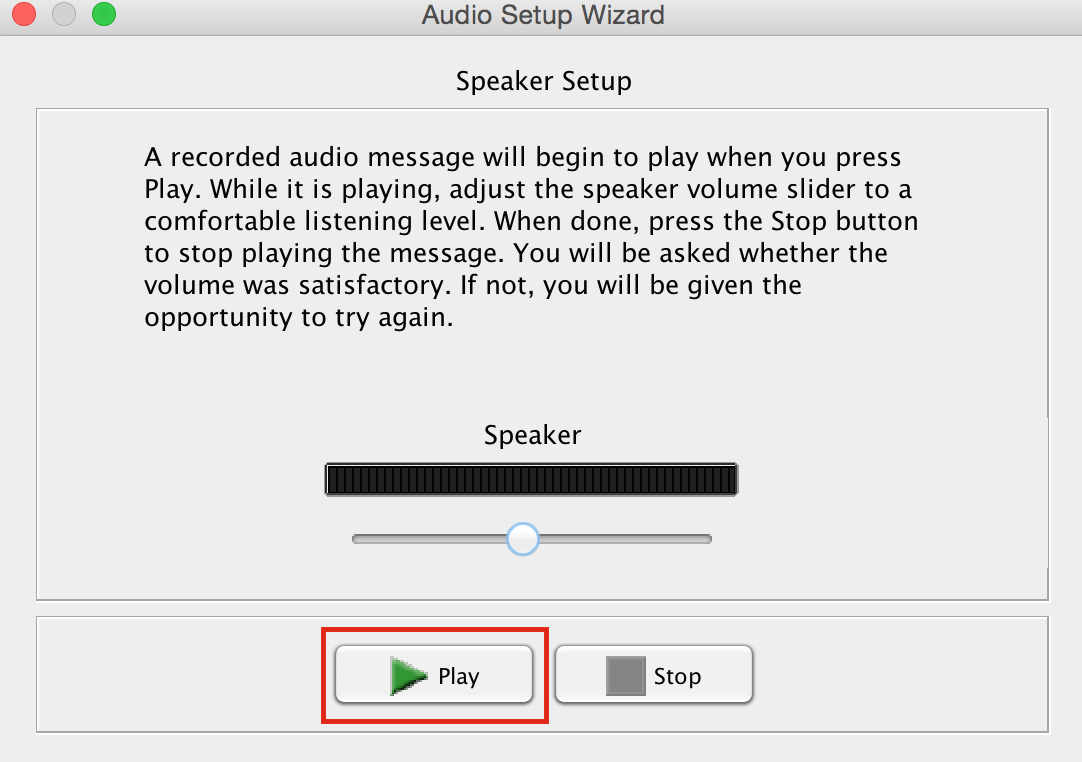 Audio Setup Wizard
Speaker Setup
A recorded audio message will begin to play when you press
Play. While it is playing, adjust the speaker volume slider to a
comfortable listening level. When done, press the Stop button
to stop playing the message. You will be asked whether the
volume was satisfactory. If not, you will be given the
opportunity to try again.
Speaker
Play
Stop